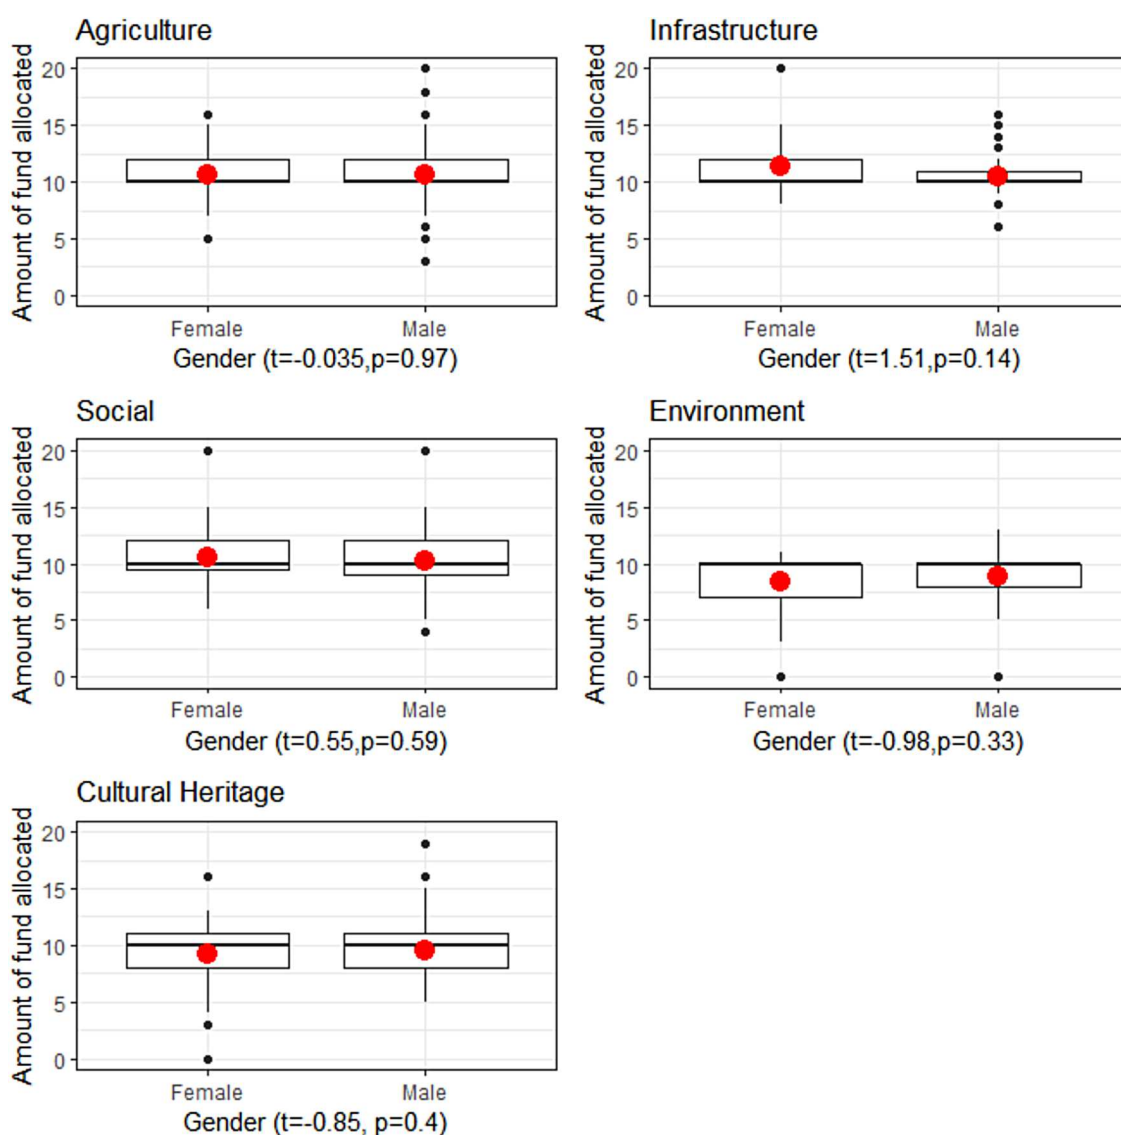 Agriculture
Amount of fund allocated
20
15
10
5
0
Female Male
Gender (t=-0.035,p=0.97)
Infrastructure
Amount of fund allocated
20
15
10
5
0
Female Male
Gender (t=1.51,p=0.14)
Social
Amount of fund allocated
20
15
10
5
0
Female Male
Gender (t=0.55,p=0.59)
Environment
Amount of fund allocated
20
15
10
5
0
Female Male
Gender (t=-0.98,p=0.33)
Cultural Heritage
Amount of fund allocated
20
15
10
5
0
Female Male
Gender (t=-0.85, p=0.4)